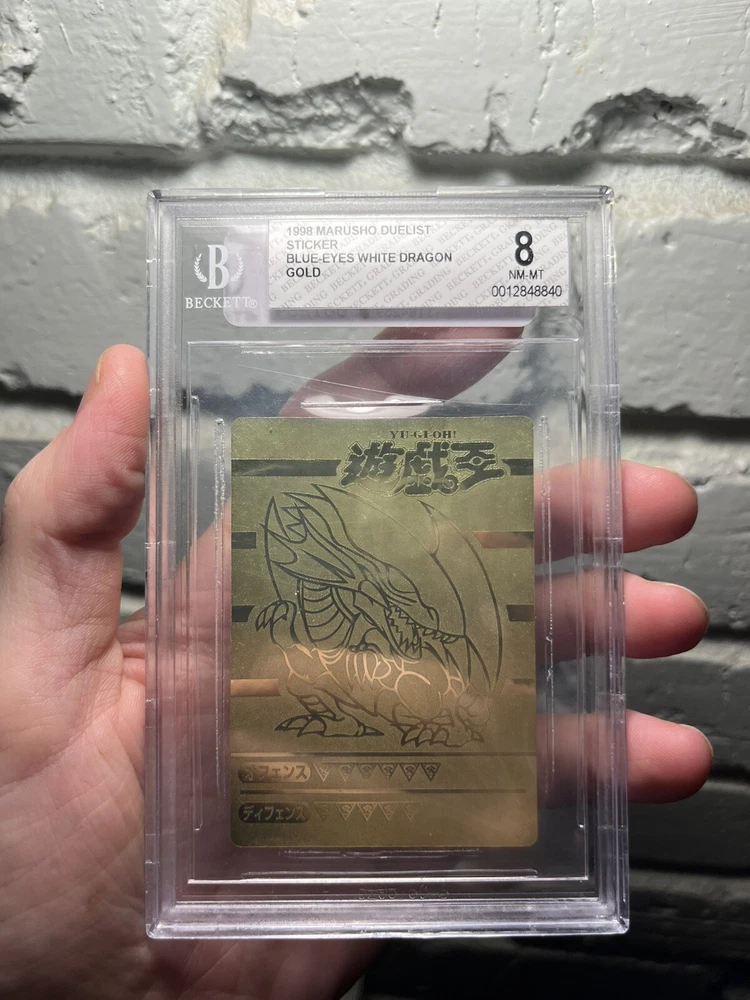 1998 MARUSHO DUELIST
STICKER
BLUE-EYES WHITE DRAGON
GOLD
8
NM-MT
0012848840
B
BECKETT®
YU-GI-OH!
遊戯王
オフェンス
ディフェンス